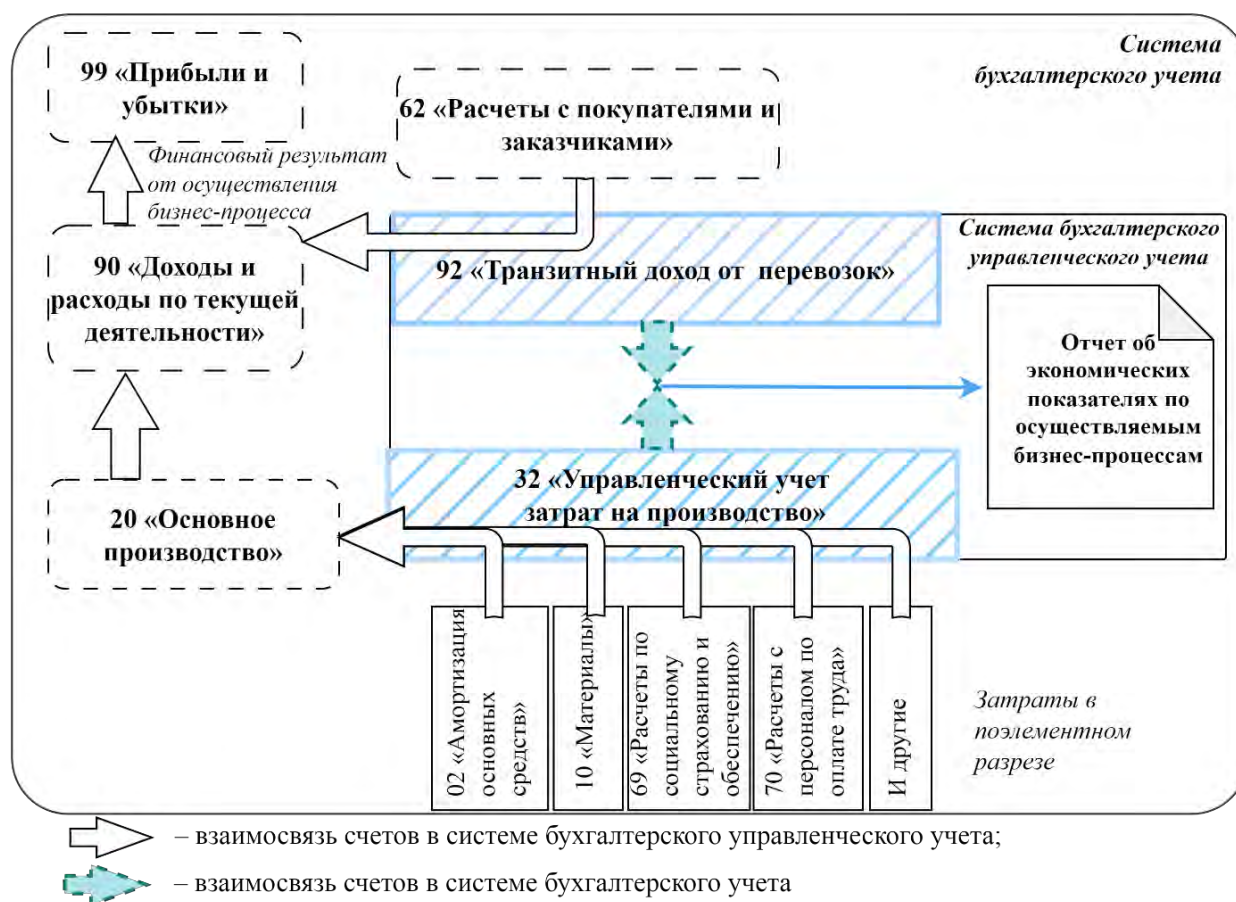 Система
бухгалтерского учета
99 «Прибыли и
убытки»
62 «Расчеты с покупателями и
заказчиками»
Финансовый результат
от осуществления
бизнес-процесса
90 «Доходы и
расходы по текущей
деятельности»
92 «Транзитный доход от перевозок»
Система бухгалтерского
управленческого учета
Отчет об
экономических
показателях по
осуществляемым
бизнес-процессам
32 «Управленческий учет
затрат на производство»
20 «Основное
производство»
02 «Амортизация
основных
средств»
10 «Материалы»
69 «Расчеты по
социальному
страхованию и
обеспечению»
70 «Расчеты с
персоналом по
оплате труда»
И другие
Затраты в
поэлементном
разрезе
– взаимосвязь счетов в системе бухгалтерского управленческого учета;
– взаимосвязь счетов в системе бухгалтерского учета